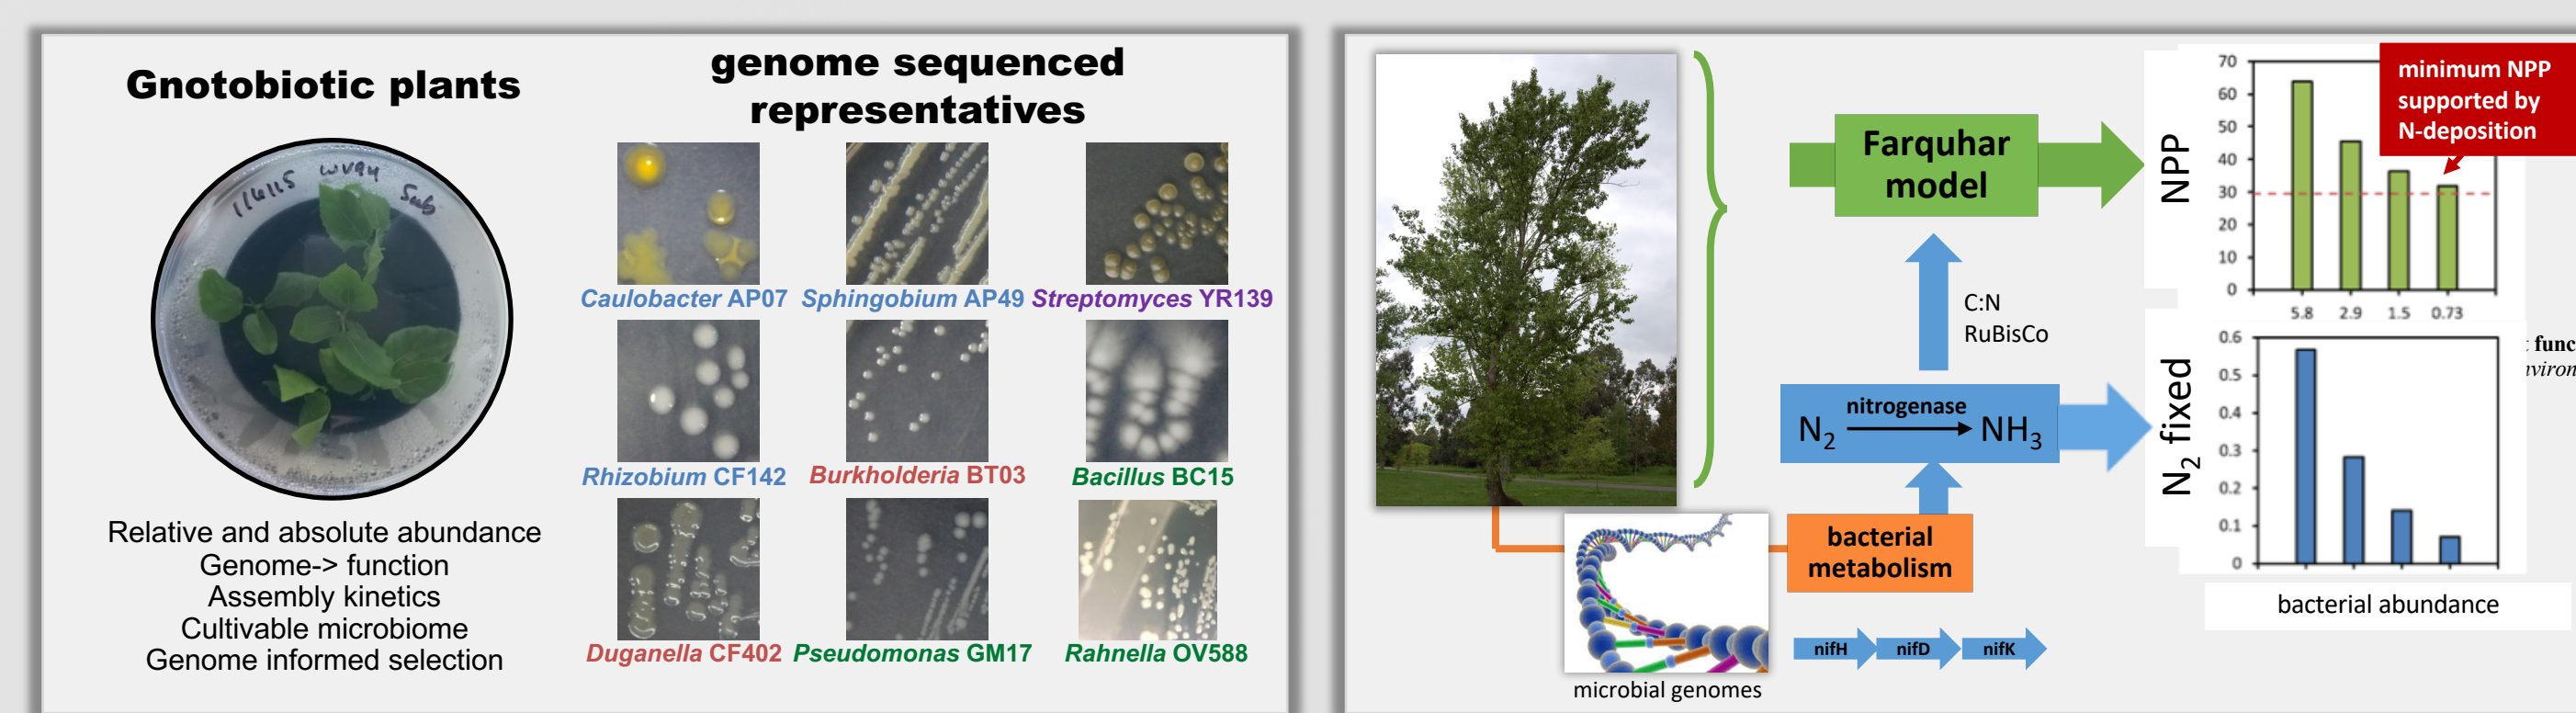 Gnotobiotic plants
1/6/15 WV94 Sub
Relative and absolute abundance
Genome-> function
Assembly kinetics
Cultivable microbiome
Genome informed selection
genome sequenced
representatives
Caulobacter AP07
Sphingobium AP49
Streptomyces YR139
Rhizobium CF142
Burkholderia BT03
Bacillus BC15
Duganella CF402
Pseudomonas GM17
Rahnella OV588
microbial genomes
bacterial
metabolism
nifH
nifD
nifK
N2 nitrogenase NH3
C:N
RuBisCo
Farquhar
model
NPP
70
60
50
40
30
20
10
0
5.8 2.9 1.5 0.73
minimum NPP
supported by
N-deposition
N2 fixed
0.6
0.5
0.4
0.3
0.2
0.1
0
bacterial abundance